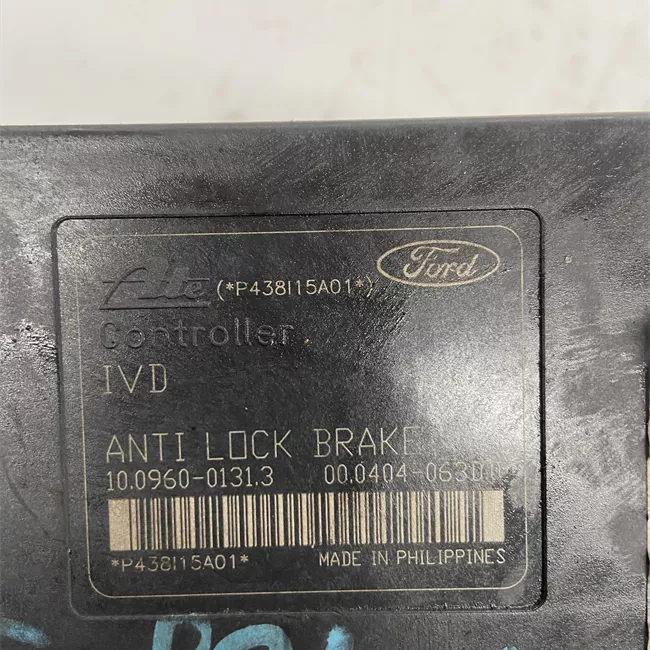 Ate (*P438I15A01*) Ford
Controller
IVD
ANTI LOCK BRAKE
10.0960-0131.3 00.0404-063D.0
*P438I15A01* MADE IN PHILIPPINES